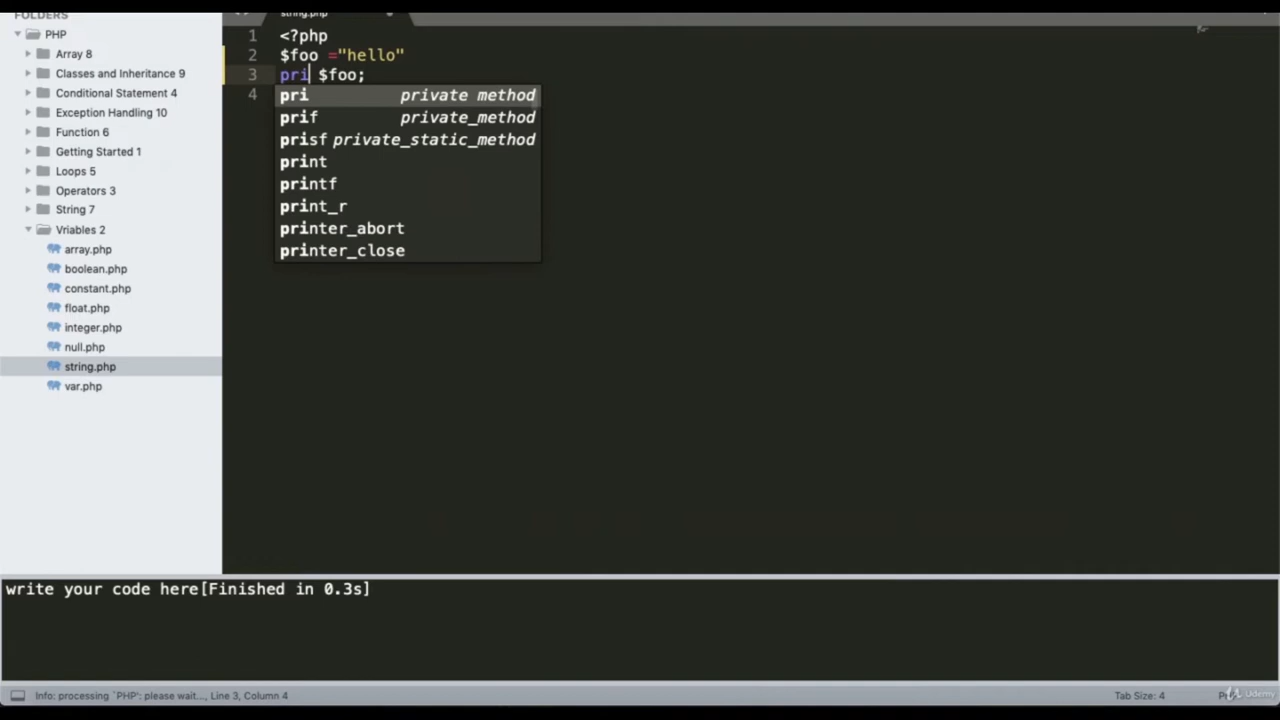 FOLDERS
PHP
Array 8
Classes and Inheritance 9
Conditional Statement 4
Exception Handling 10
Function 6
Getting Started 1
Loops 5
Operators 3
String 7
Vriables 2
array.php
boolean.php
constant.php
float.php
integer.php
null.php
string.php
var.php
string.php
1 <?php
2 $foo ="hello"
3 pri $foo;
4
pri private method
prif private_method
prisf private_static_method
print
printf
print_r
printer_abort
printer_close
write your code here[Finished in 0.3s]
Info: processing `PHP': please wait..., Line 3, Column 4
Tab Size: 4
Udemy